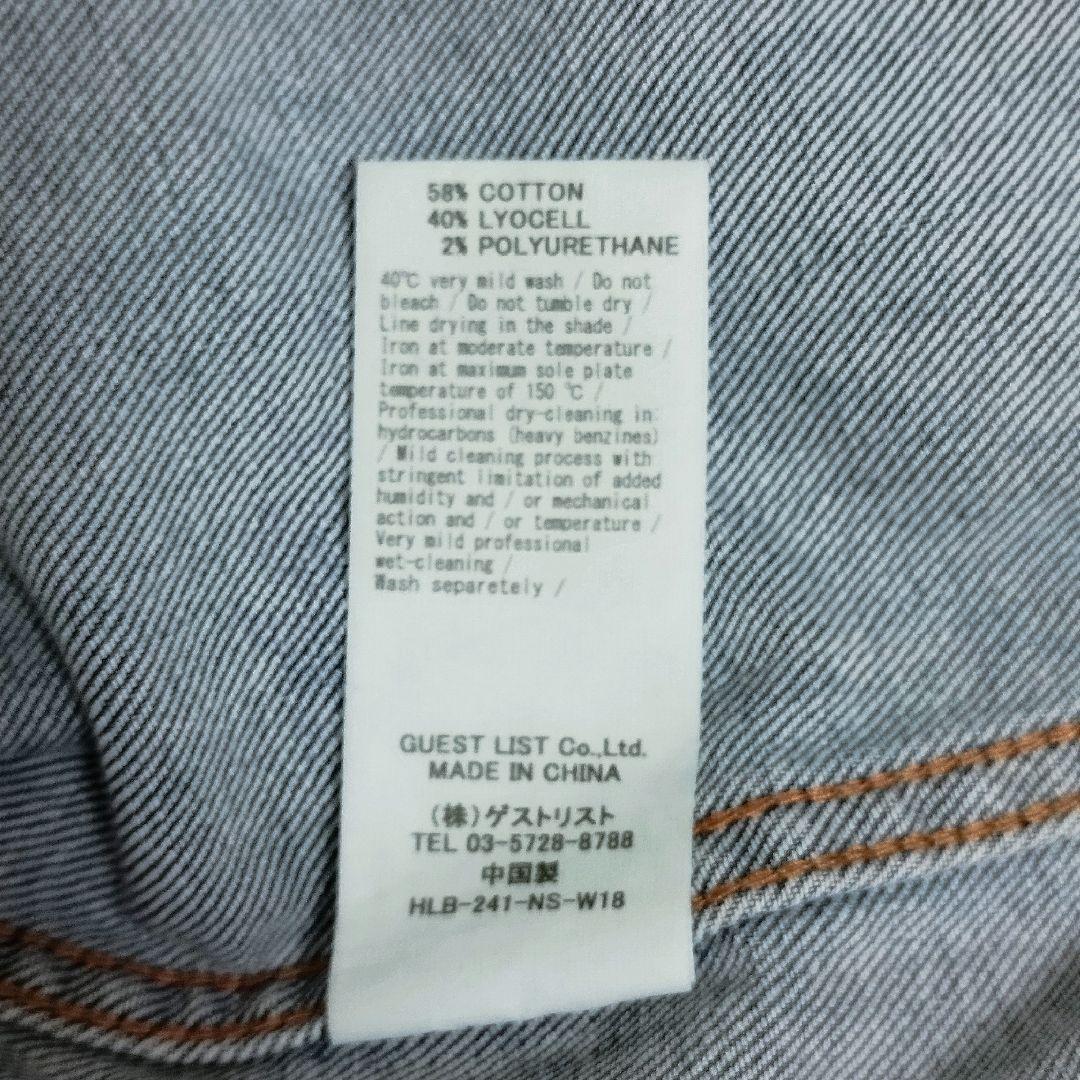 58% COTTON
40% LYOCELL
2% POLYURETHANE
40℃ very mild wash / Do not
bleach / Do not tumble dry /
Line drying in the shade /
Iron at moderate temperature /
Iron at maximum sole plate
temperature of 150 ℃ /
Professional dry-cleaning in
hydrocarbons (heavy benzines)
/ Mild cleaning process with
stringent limitation of added
humidity and / or mechanical
action and / or temperature /
Very mild professional
wet-cleaning /
Wash separetely /
GUEST LIST Co.,Ltd.
MADE IN CHINA
(株)ゲストリスト
TEL 03-5728-8788
中国製
HLB-241-NS-W18